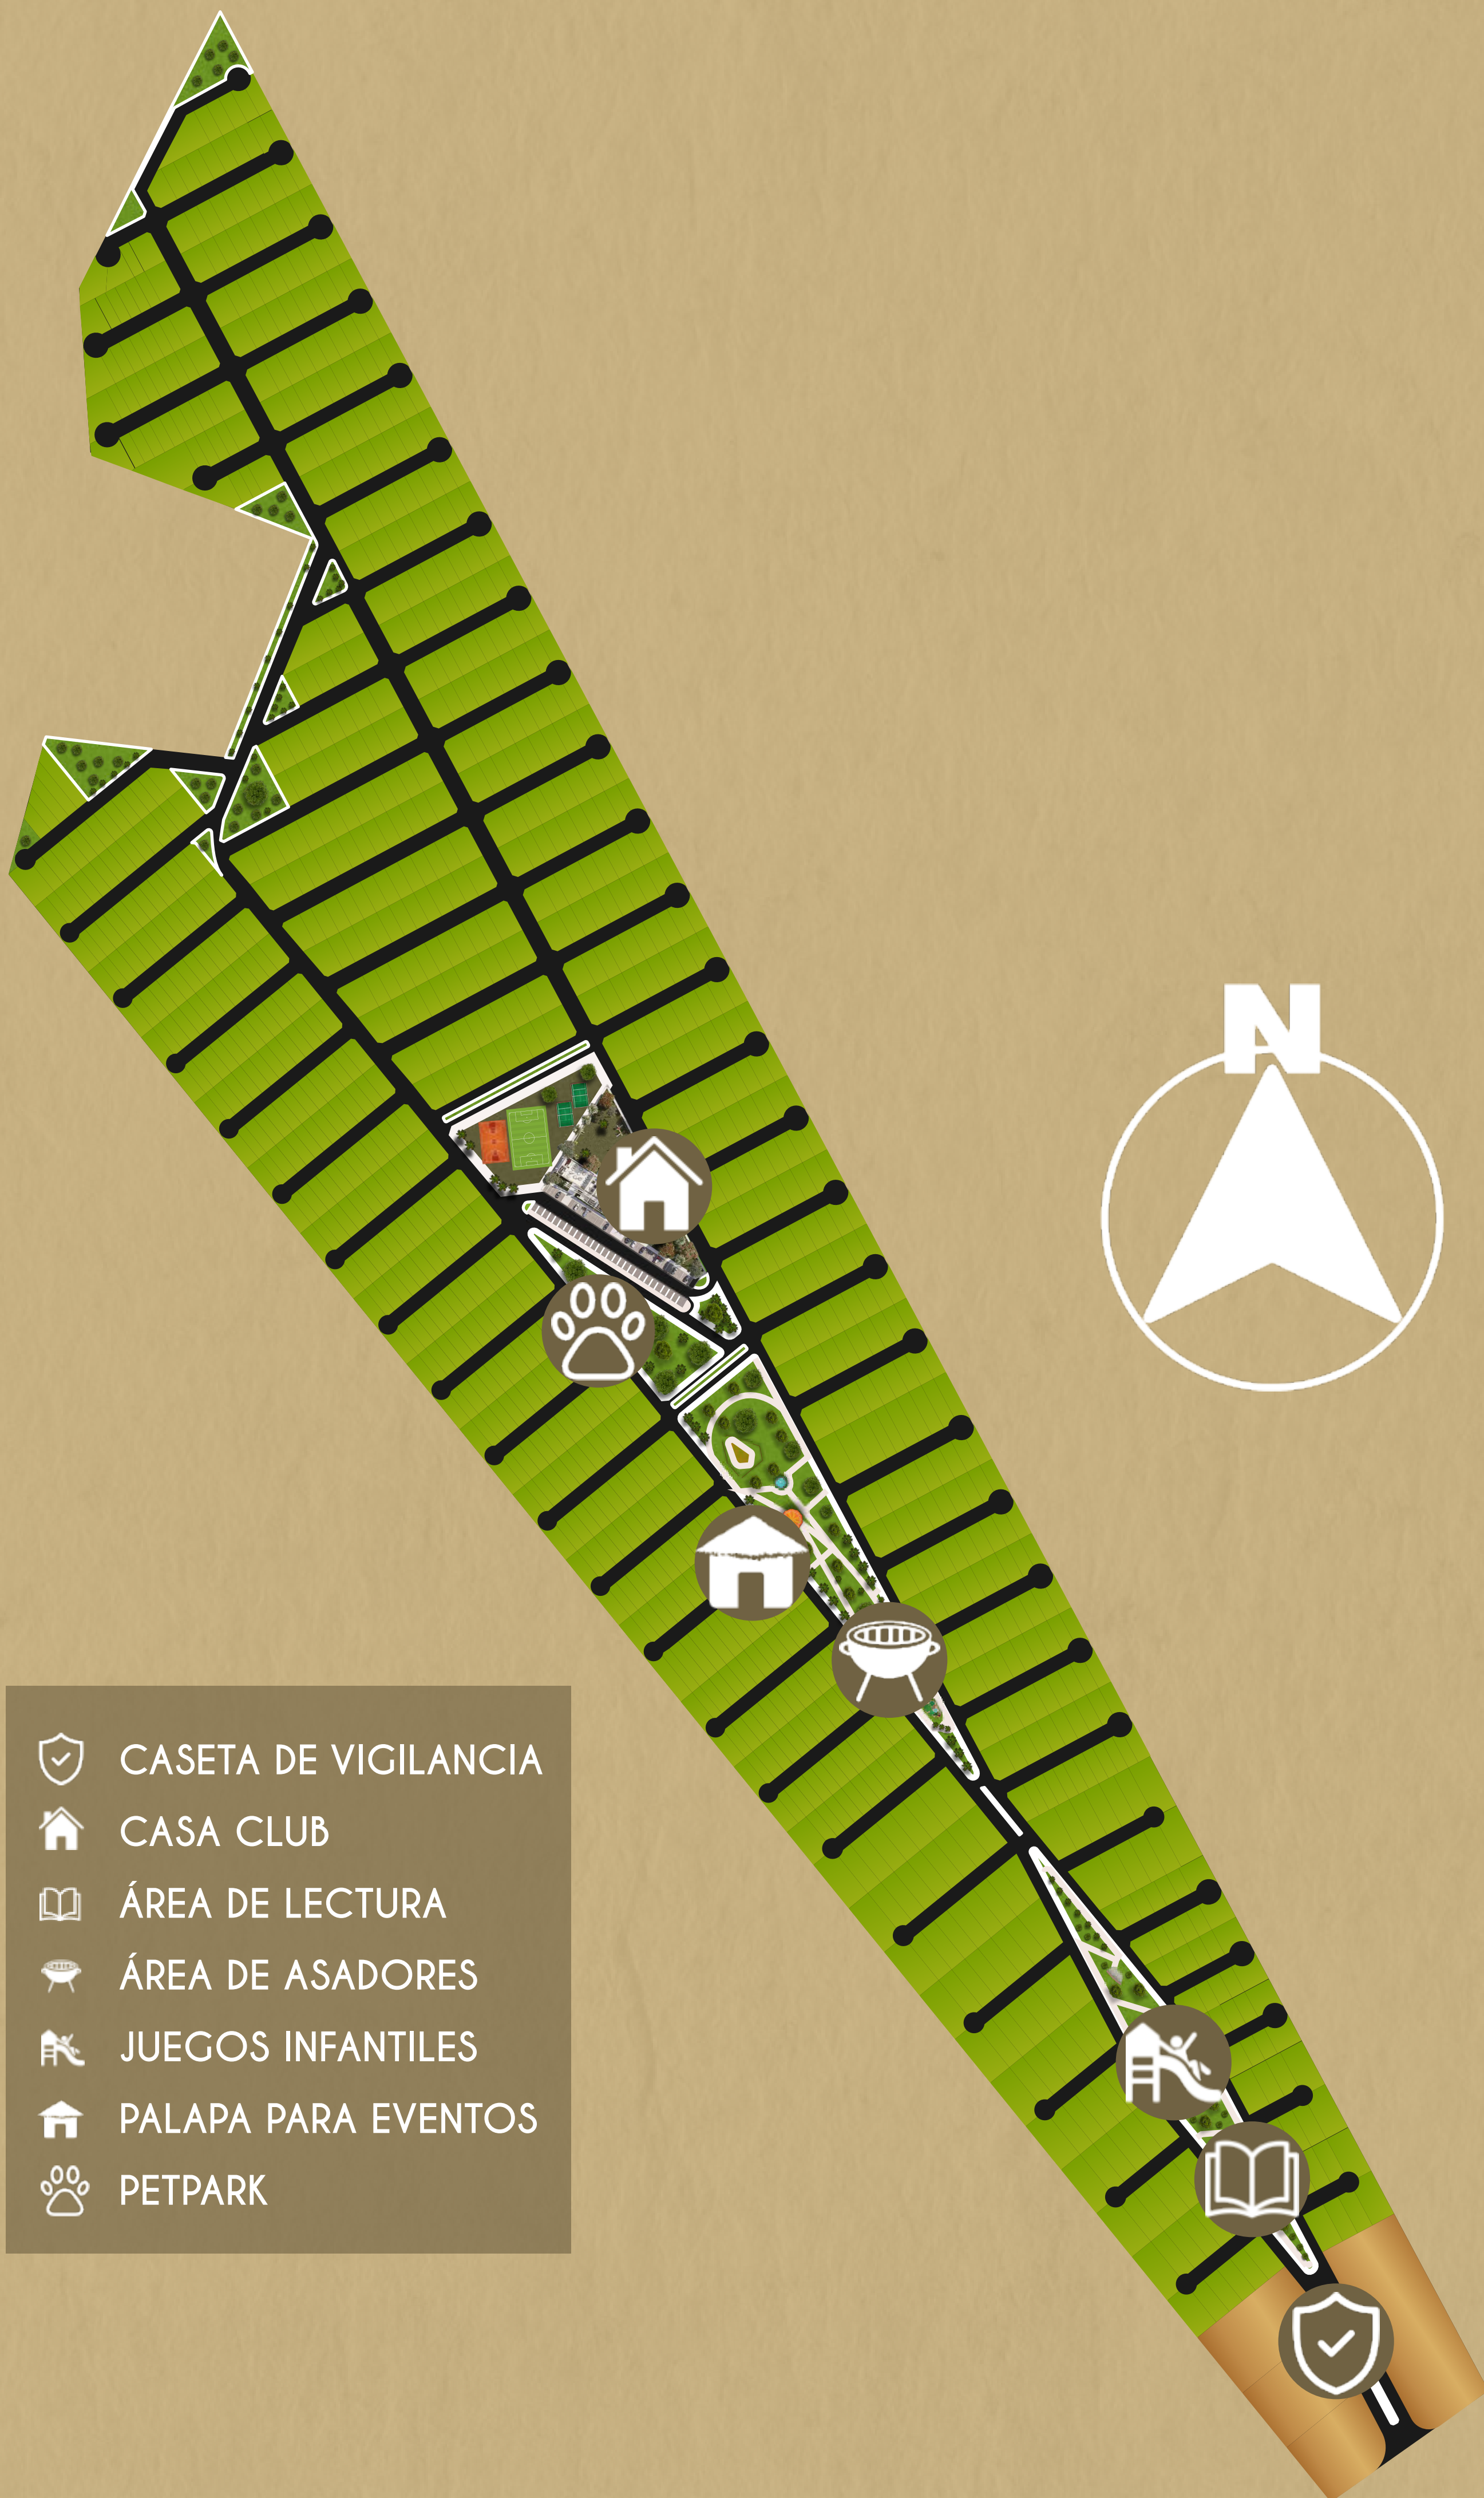 N
CASETA DE VIGILANCIA
CASA CLUB
ÁREA DE LECTURA
ÁREA DE ASADORES
JUEGOS INFANTILES
PALAPA PARA EVENTOS
PETPARK